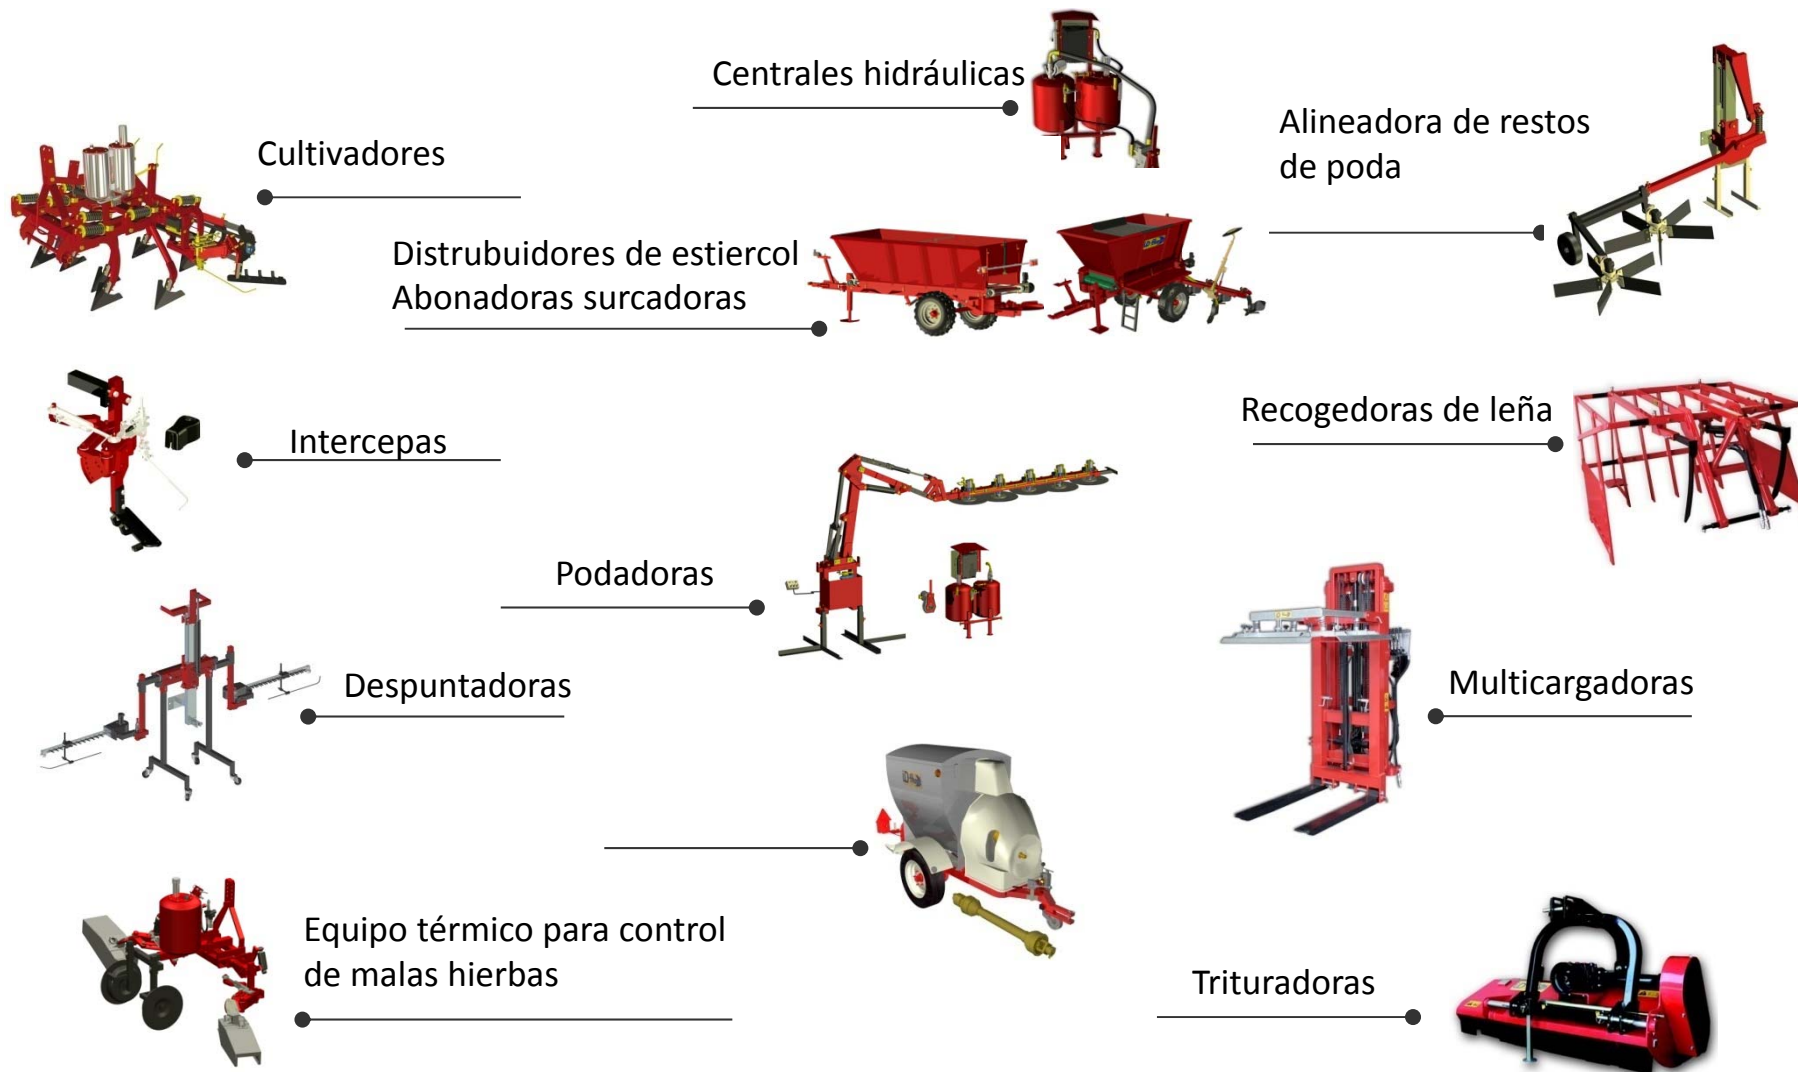 Centrales hidráulicas
Alineadora de restos
de poda
Cultivadores
Distrubuidores de estiercol
Abonadoras surcadoras
Recogedoras de leña
Intercepas
Podadoras
Despuntadoras
Multicargadoras
Equipo térmico para control
de malas hierbas
Trituradoras